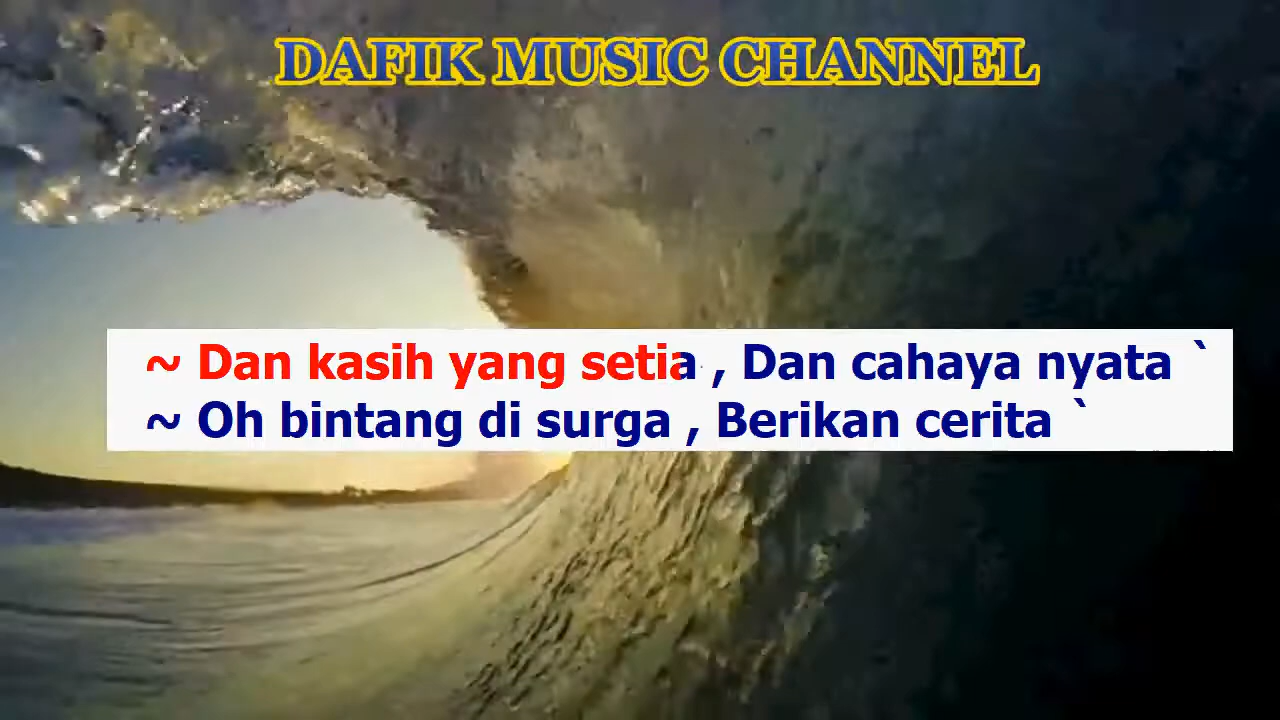 DAFIK MUSIC CHANNEL
~ Dan kasih yang setia , Dan cahaya nyata `
~ Oh bintang di surga , Berikan cerita `